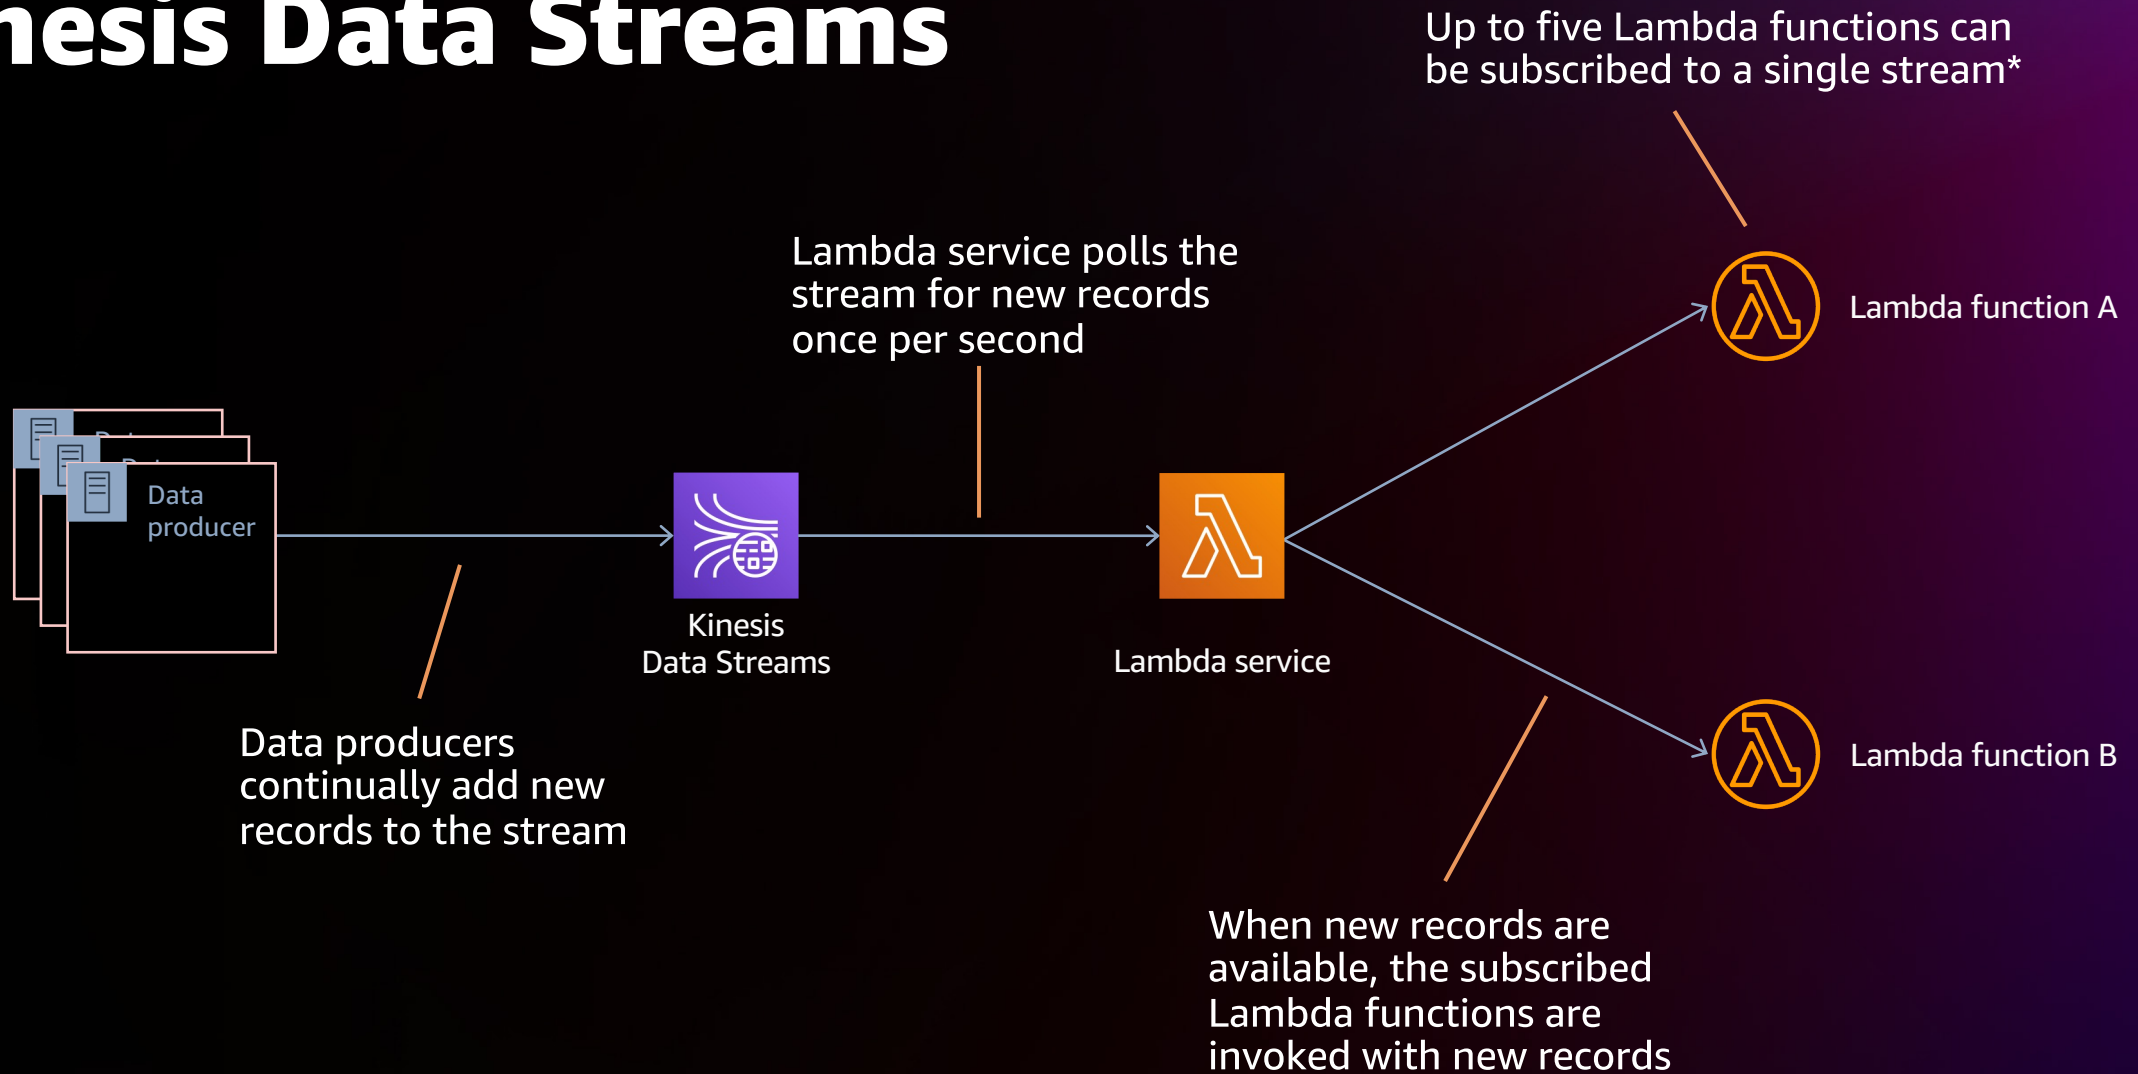 nesis Data Streams
Up to five Lambda functions can
be subscribed to a single stream*
Lambda service polls the
stream for new records
once per second
Lambda function A
Data
producer
Kinesis
Data Streams
Lambda service
Data producers
continually add new
records to the stream
Lambda function B
When new records are
available, the subscribed
Lambda functions are
invoked with new records